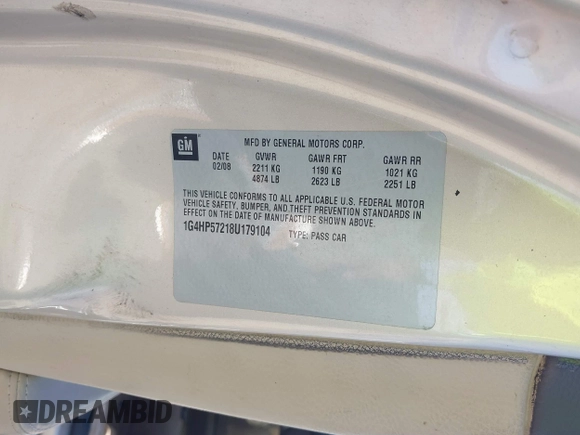 GM
MFD BY GENERAL MOTORS CORP.
DATE GVWR GAWR FRT GAWR RR
02/08 2211 KG 1190 KG 1021 KG
4874 LB 2623 LB 2251 LB
THIS VEHICLE CONFORMS TO ALL APPLICABLE U.S. FEDERAL MOTOR
VEHICLE SAFETY, BUMPER, AND THEFT PREVENTION STANDARDS IN
EFFECT ON THE DATE OF MANUFACTURE SHOWN ABOVE.
1G4HP57218U179104 TYPE: PASS CAR
DREAMBID